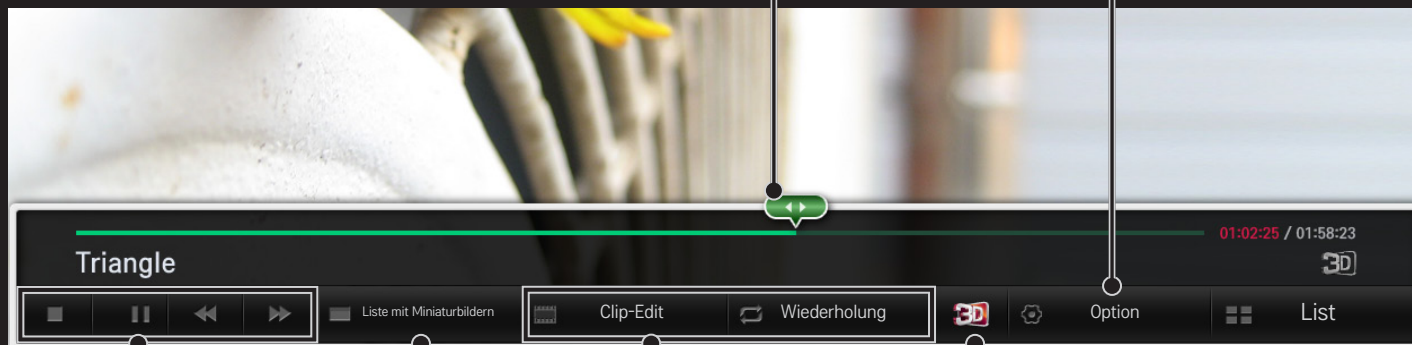 01:02:25 / 01:58:23
Triangle
3D
Liste mit Miniaturbildern Clip-Edit Wiederholung 3D Option List